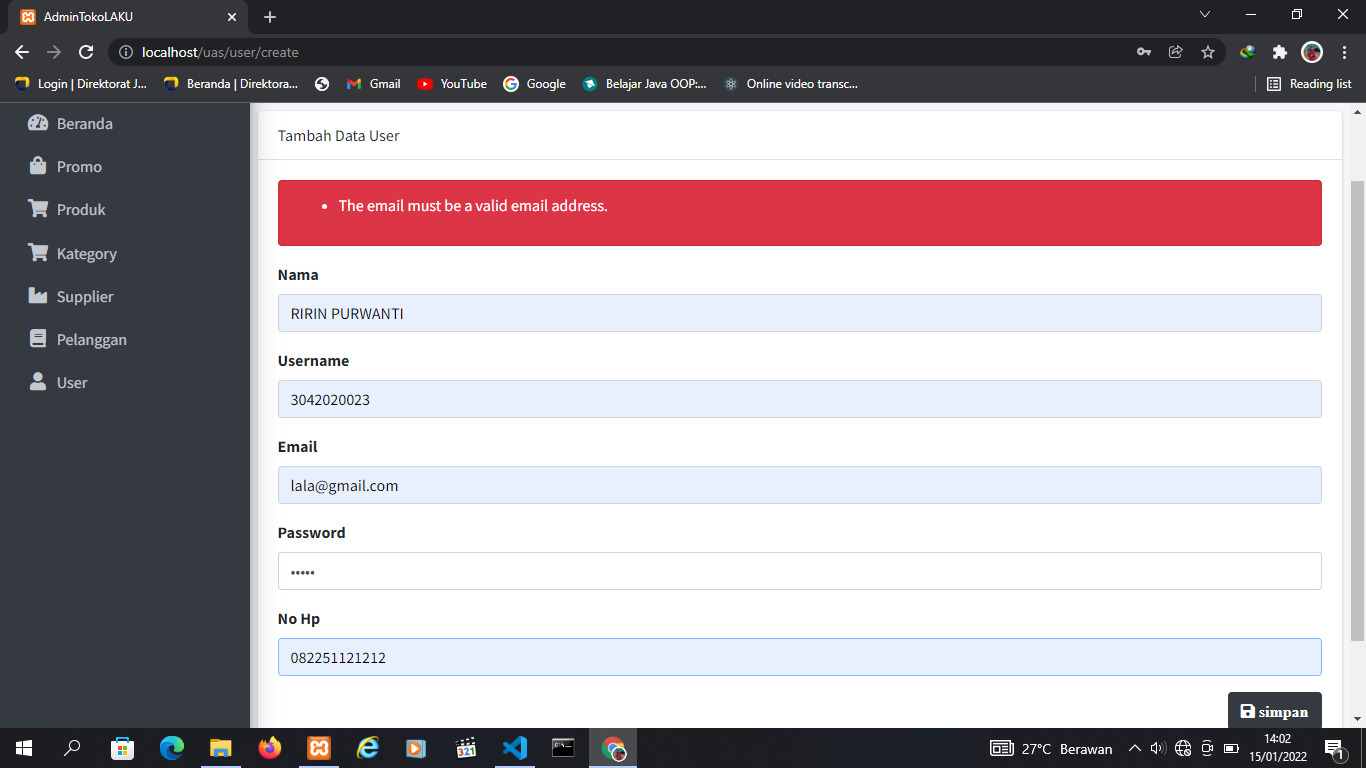 AdminTokoLAKU
localhost/uas/user/create
Login | Direktorat J...
Beranda | Direktora...
Gmail
YouTube
Google
Belajar Java OOP:...
Online video transc...
Reading list
Beranda
Promo
Produk
Kategory
Supplier
Pelanggan
User
Tambah Data User
• The email must be a valid email address.
Nama
RIRIN PURWANTI
Username
3042020023
Email
lala@gmail.com
Password
•••••
No Hp
082251121212
simpan
321
27°C Berawan
14:02
15/01/2022
1